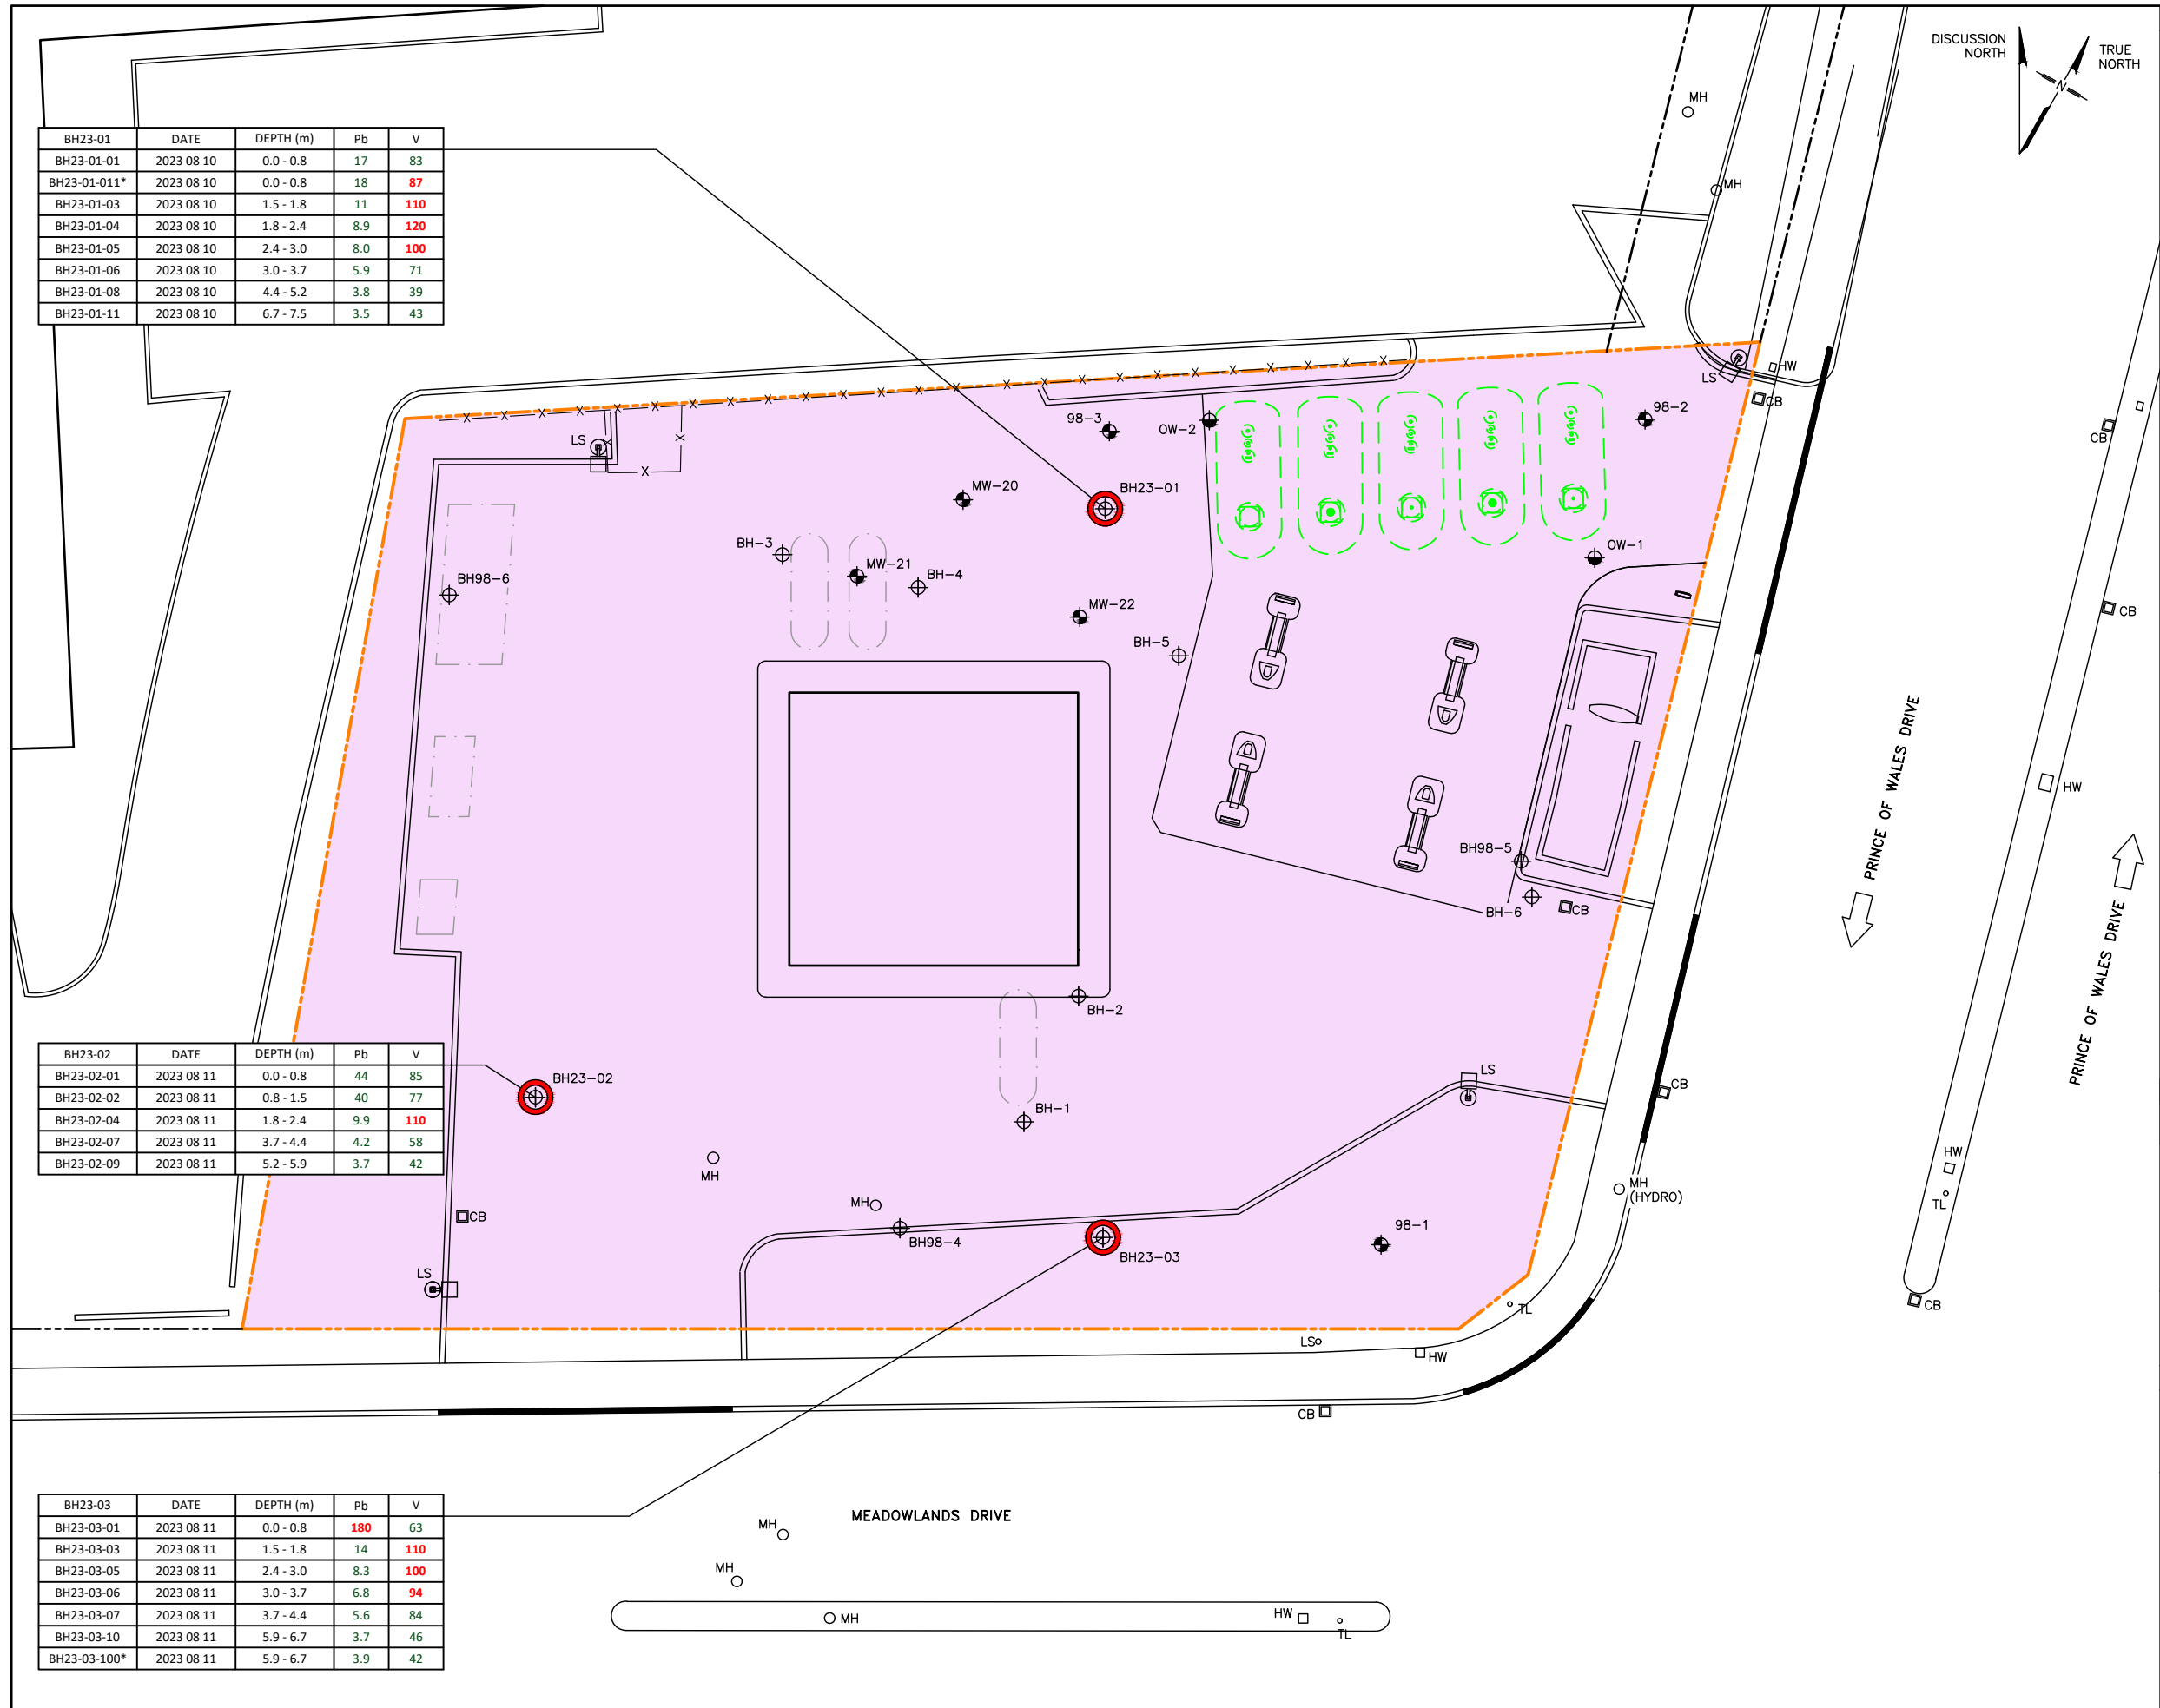 DISCUSSION
NORTH
TRUE
NORTH
N
MH
MH
BH23-01 DATE DEPTH (m) Pb V
BH23-01-01 2023 08 10 0.0 - 0.8 17 83
BH23-01-011* 2023 08 10 0.0 - 0.8 18 87
BH23-01-03 2023 08 10 1.5 - 1.8 11 110
BH23-01-04 2023 08 10 1.8 - 2.4 8.9 120
BH23-01-05 2023 08 10 2.4 - 3.0 8.0 100
BH23-01-06 2023 08 10 3.0 - 3.7 5.9 71
BH23-01-08 2023 08 10 4.4 - 5.2 3.8 39
BH23-01-11 2023 08 10 6.7 - 7.5 3.5 43
HW
LS
CB
CB
98-3
OW-2
98-2
LS
MW-20
BH23-01
BH-3
MW-21
BH-4
OW-1
BH98-6
MW-22
CB
BH-5
PRINCE OF WALES DRIVE
HW
BH98-5
BH-6
CB
PRINCE OF WALES DRIVE
BH-2
BH23-02 DATE DEPTH (m) Pb V
BH23-02-01 2023 08 11 0.0 - 0.8 44 85
BH23-02-02 2023 08 11 0.8 - 1.5 40 77
BH23-02-04 2023 08 11 1.8 - 2.4 9.9 110
BH23-02-07 2023 08 11 3.7 - 4.4 4.2 58
BH23-02-09 2023 08 11 5.2 - 5.9 3.7 42
BH23-02
LS
CB
BH-1
MH
HW
MH
(HYDRO)
TL
MH
CB
BH98-4
BH23-03
98-1
LS
TL
CB
LS
HW
CB
BH23-03 DATE DEPTH (m) Pb V
BH23-03-01 2023 08 11 0.0 - 0.8 180 63
BH23-03-03 2023 08 11 1.5 - 1.8 14 110
BH23-03-05 2023 08 11 2.4 - 3.0 8.3 100
BH23-03-06 2023 08 11 3.0 - 3.7 6.8 94
BH23-03-07 2023 08 11 3.7 - 4.4 5.6 84
BH23-03-10 2023 08 11 5.9 - 6.7 3.7 46
BH23-03-100* 2023 08 11 5.9 - 6.7 3.9 42
MEADOWLANDS DRIVE
MH
MH
MH
HW
TL